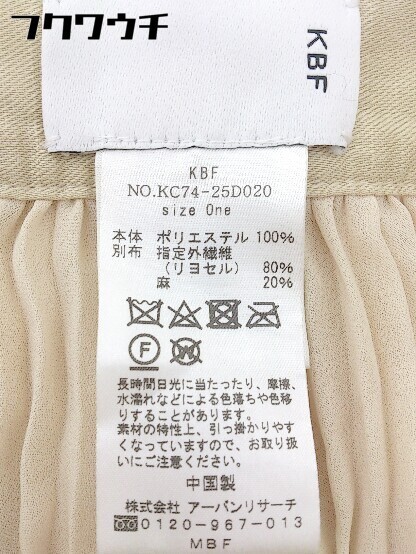 フクウウチ
KBF
KBF
NO.KC74-25D020
size One
本体 ポリエステル 100%
別布 指定外繊維
(リヨセル) 80%
麻 20%
F W
長時間日光に当たったり、摩擦、
水濡れなどによる色落ちや色移
りすることがあります。
素材の特性上、引っ掛かりやす
くなっていますので、お取り扱
いにご注意ください。
中国製
株式会社 アーバンリサーチ
0120-967-013
MBF